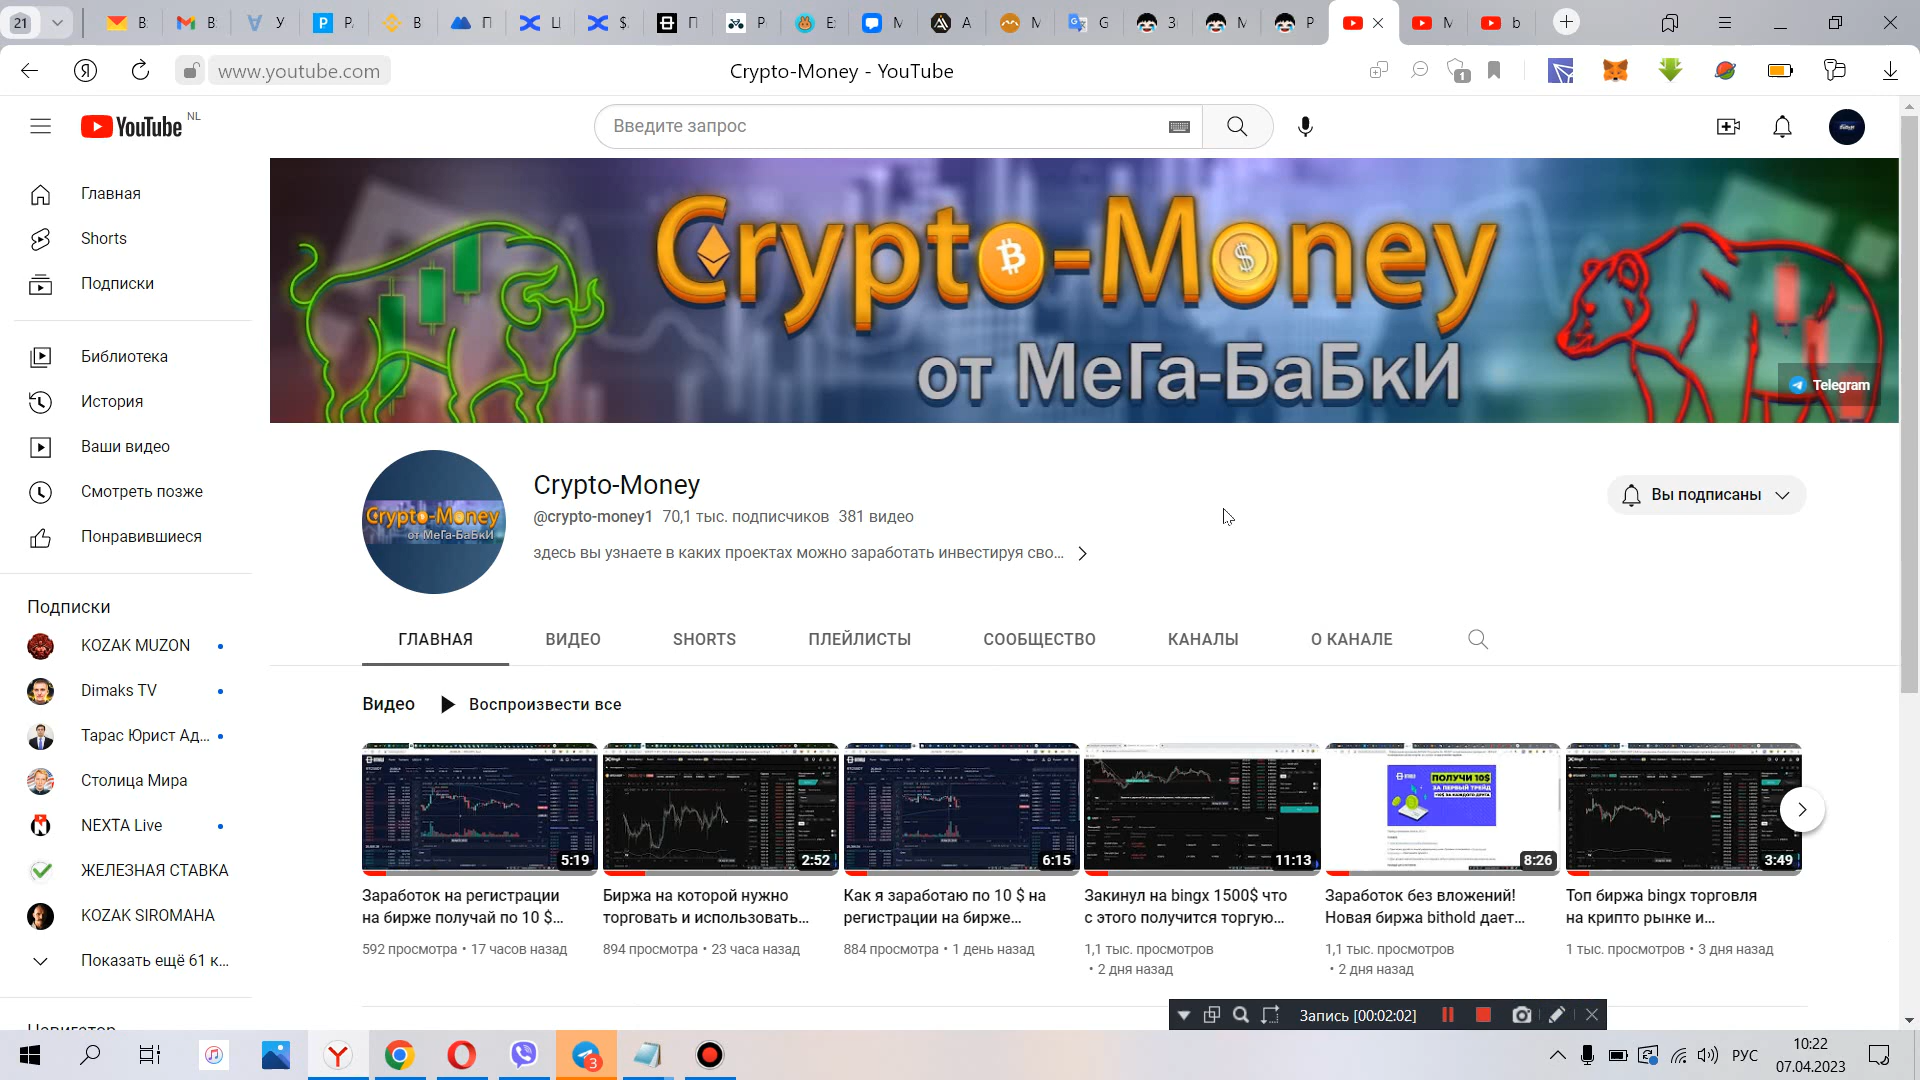 21
www.youtube.com
Crypto-Money - YouTube
1
YouTube NL
Введите запрос
Главная
Shorts
Подписки
Библиотека
История
Ваши видео
Смотреть позже
Понравившиеся
Подписки
KOZAK MUZON
Dimaks TV
Тарас Юрист Ад...
Столица Мира
NEXTA Live
ЖЕЛЕЗНАЯ СТАВКА
KOZAK SIROMAHA
Показать ещё 61 к...
Crypto-Money
от МеГа-БаБкИ
Telegram
Crypto-Money
от МеГа-БаБкИ
Crypto-Money
@crypto-money1 70,1 тыс. подписчиков 381 видео
здесь вы узнаете в каких проектах можно заработать инвестируя сво...
Вы подписаны
ГЛАВНАЯ ВИДЕО SHORTS ПЛЕЙЛИСТЫ СООБЩЕСТВО КАНАЛЫ О КАНАЛЕ
Видео Воспроизвести все
5:19
2:52
6:15
11:13
ПОЛУЧИ 10$
ЗА ПЕРВЫЙ ТРЕЙД
8:26
3:49
Заработок на регистрации
на бирже получай по 10 $...
592 просмотра • 17 часов назад
Биржа на которой нужно
торговать и использовать...
894 просмотра • 23 часа назад
Как я заработаю по 10 $ на
регистрации на бирже...
884 просмотра • 1 день назад
Закинул на bingx 1500$ что
с этого получится торгую...
1,1 тыс. просмотров
• 2 дня назад
Заработок без вложений!
Новая биржа bithold дает...
1,1 тыс. просмотров
• 2 дня назад
Топ биржа bingx торговля
на крипто рынке и...
1 тыс. просмотров • 3 дня назад
Запись [00:02:02]
3
РУС
10:22
07.04.2023